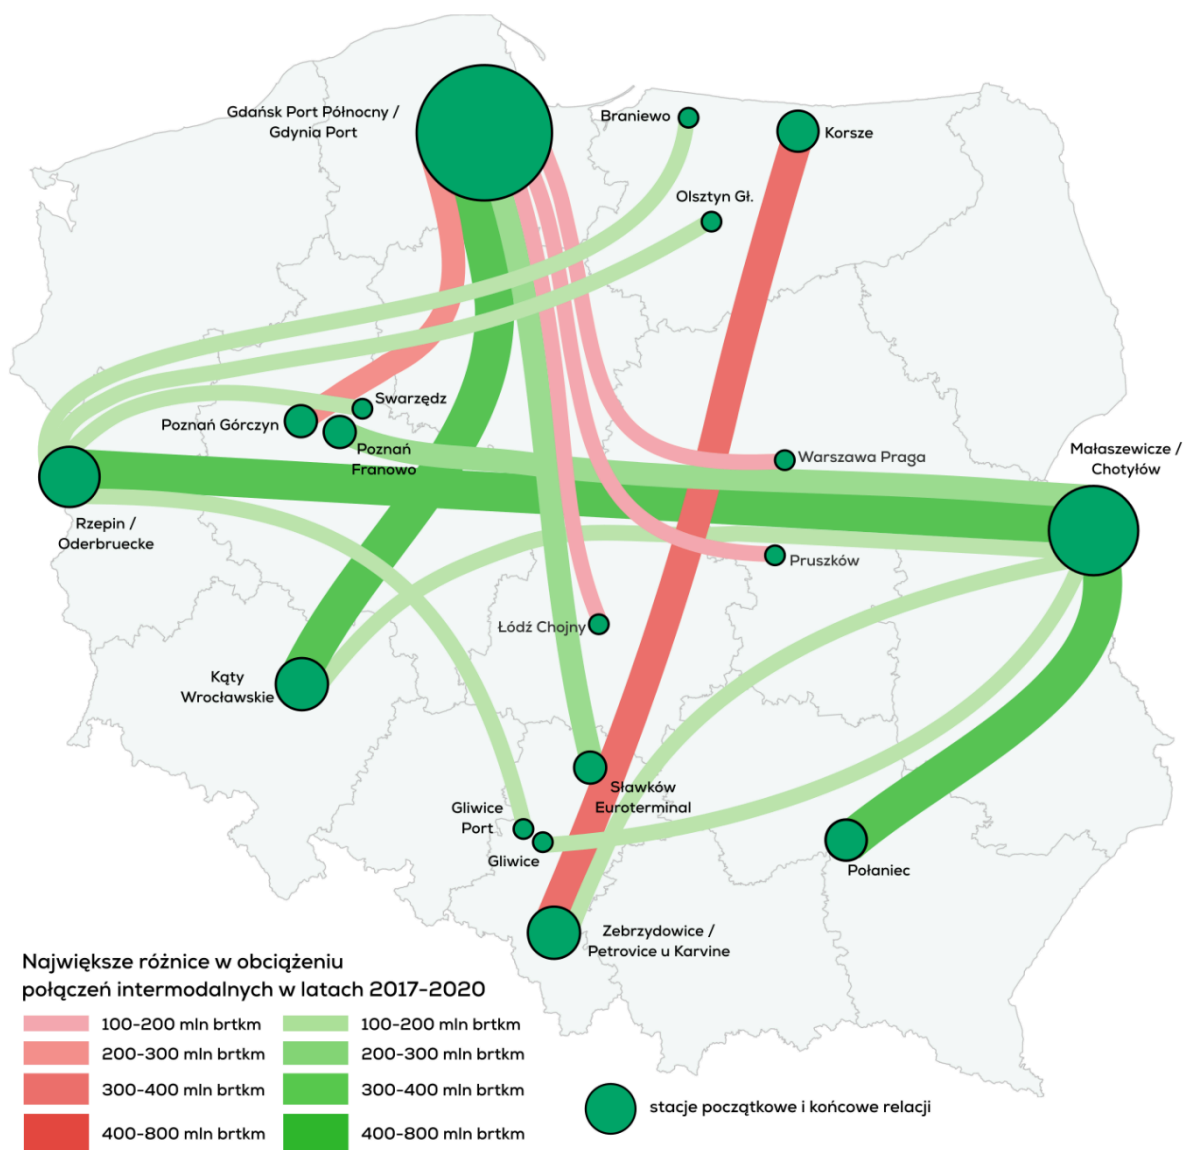 Gdańsk Port Północny /
Gdynia Port
Braniewo
Korsze
Olsztyn Gł.
Swarzędz
Poznań Górczyn
Poznań
Franowo
Warszawa Praga
Małaszewicze /
Chotyłów
Rzepin /
Oderbruecke
Pruszków
Łódź Chojny
Kąty
Wrocławskie
Sławków
Euroterminal
Gliwice
Port
Gliwice
Połaniec
Zebrzydowice /
Petrovice u Karvine
Największe różnice w obciążeniu
połączeń intermodalnych w latach 2017-2020
100-200 mln brtkm
200-300 mln brtkm
300-400 mln brtkm
400-800 mln brtkm
100-200 mln brtkm
200-300 mln brtkm
300-400 mln brtkm
400-800 mln brtkm
stacje początkowe i końcowe relacji